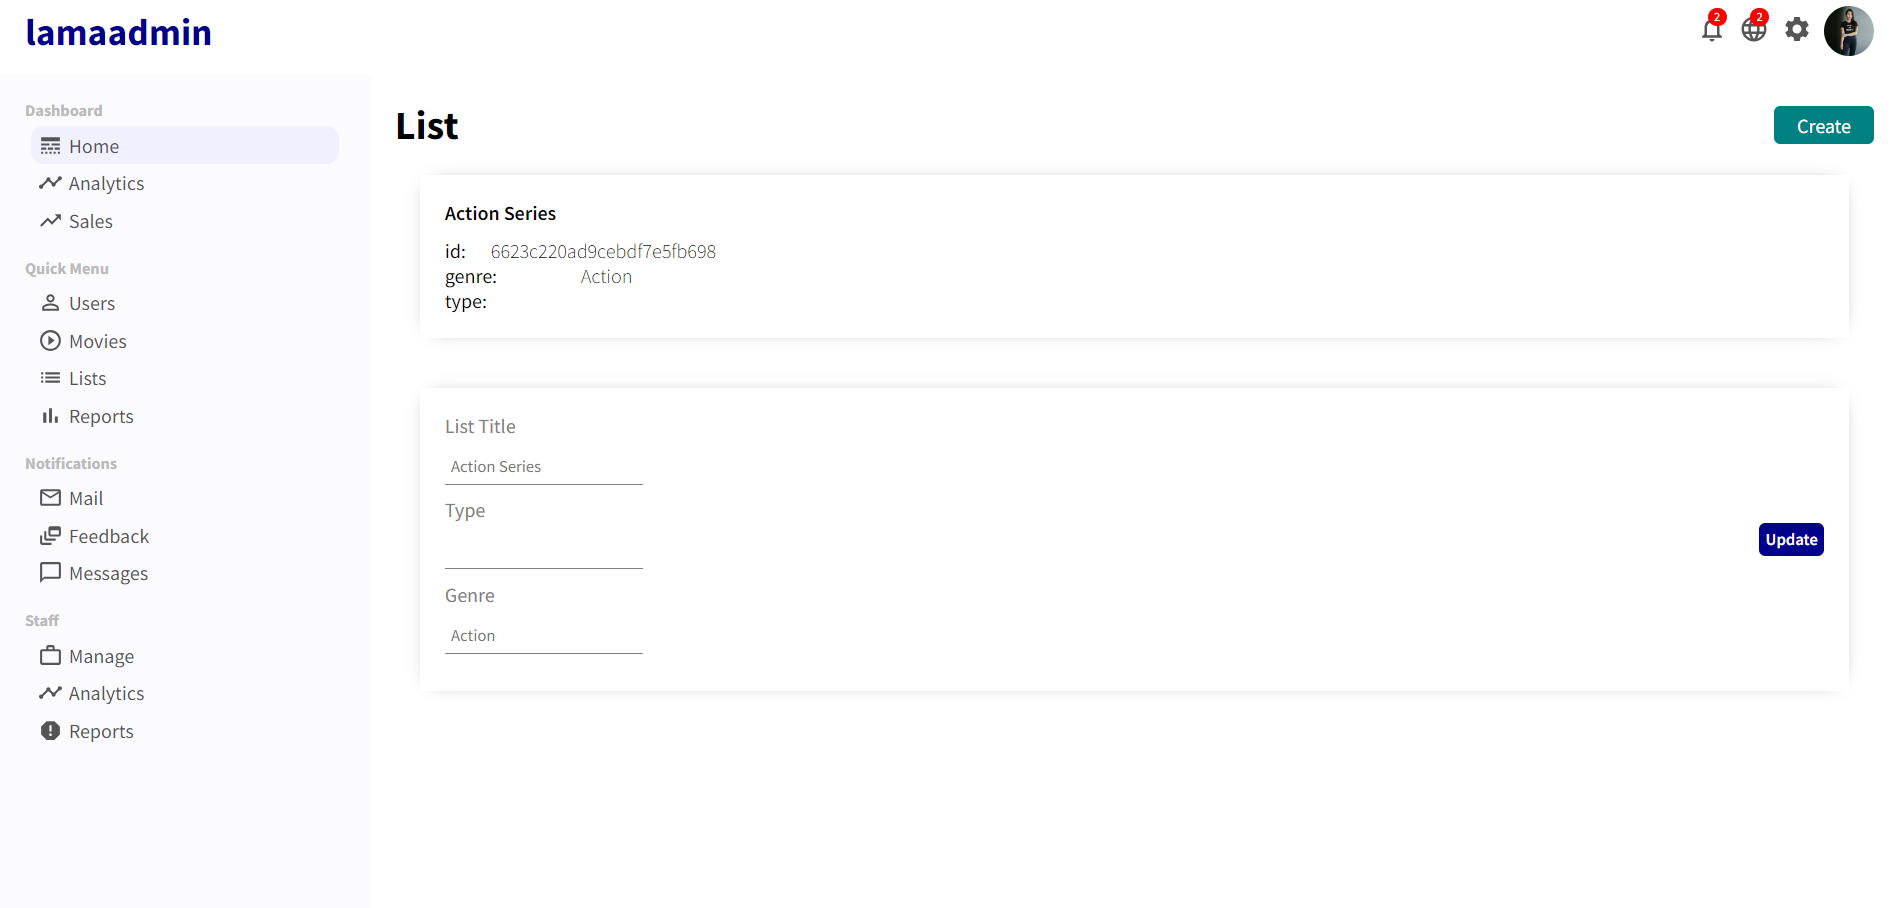 lamaadmin
2
2
Dashboard
Home
Analytics
Sales
Quick Menu
Users
Movies
Lists
Reports
Notifications
Mail
Feedback
Messages
Staff
Manage
Analytics
Reports
List
Create
Action Series
id: 6623c220ad9cebdf7e5fb698
genre: Action
type:
List Title
Action Series
Type
Update
Genre
Action